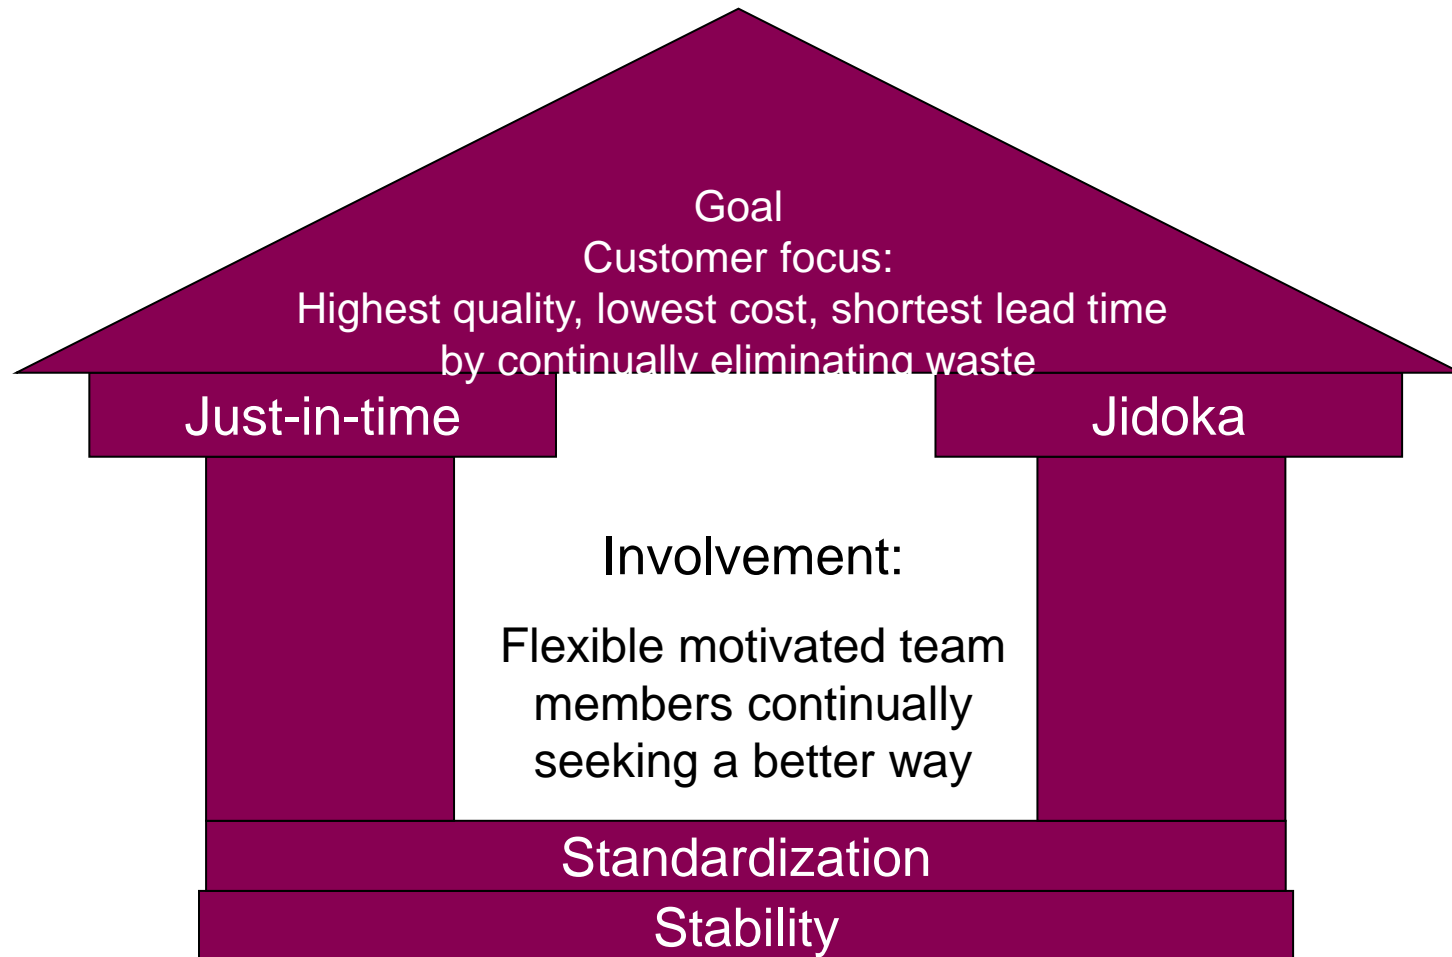 Goal
Customer focus:
Highest quality, lowest cost, shortest lead time
by continually eliminating waste
Just-in-time
Jidoka
Involvement:
Flexible motivated team
members continually
seeking a better way
Standardization
Stability